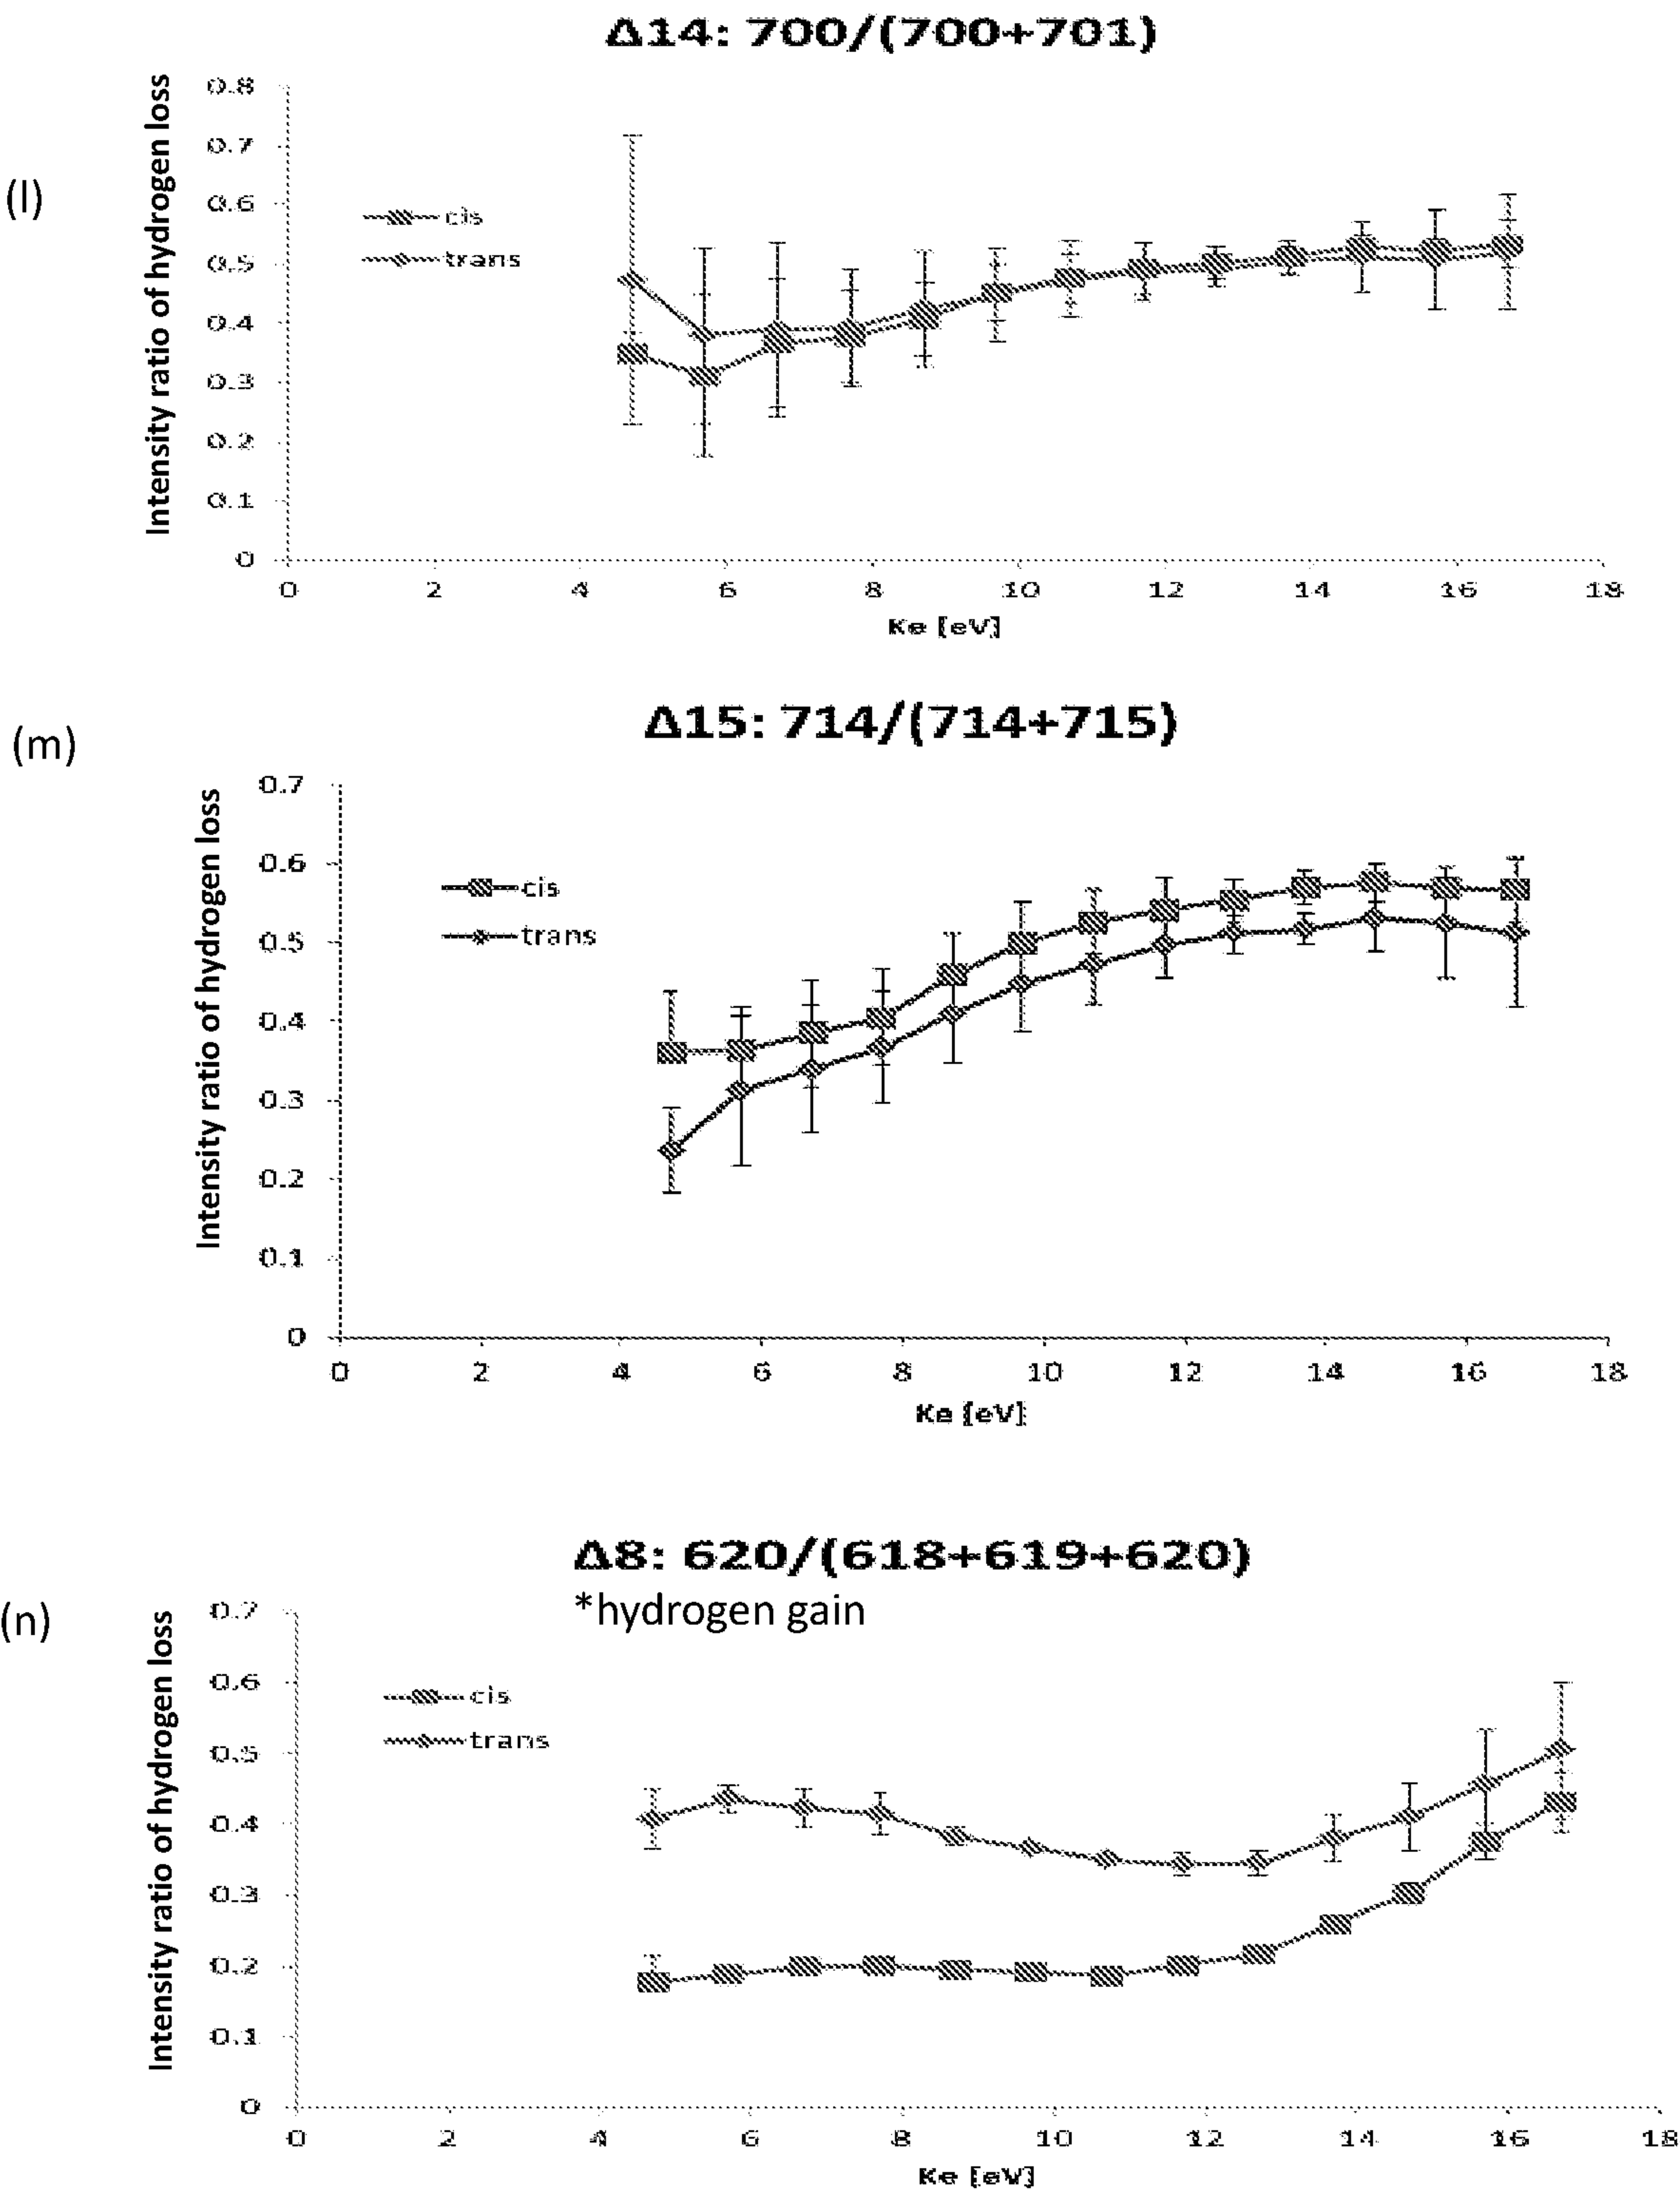 Δ14: 700/(700+701)
(l)
Intensity ratio of hydrogen loss
0.8
0.7
0.6
0.5
0.4
0.3
0.2
0.1
0
cis
trans
0 2 4 6 8 10 12 14 16 18
Ke [eV]
Δ15: 714/(714+715)
(m)
Intensity ratio of hydrogen loss
0.7
0.6
0.5
0.4
0.3
0.2
0.1
0
cis
trans
0 2 4 6 8 10 12 14 16 18
Ke [eV]
Δ8: 620/(618+619+620)
*hydrogen gain
(n)
Intensity ratio of hydrogen loss
0.7
0.6
0.5
0.4
0.3
0.2
0.1
0
cis
trans
0 2 4 6 8 10 12 14 16 18
Ke [eV]